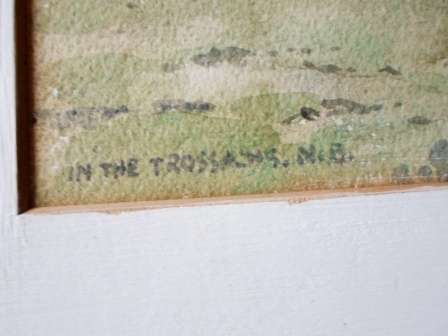 IN THE TROSSACHS. N.B.